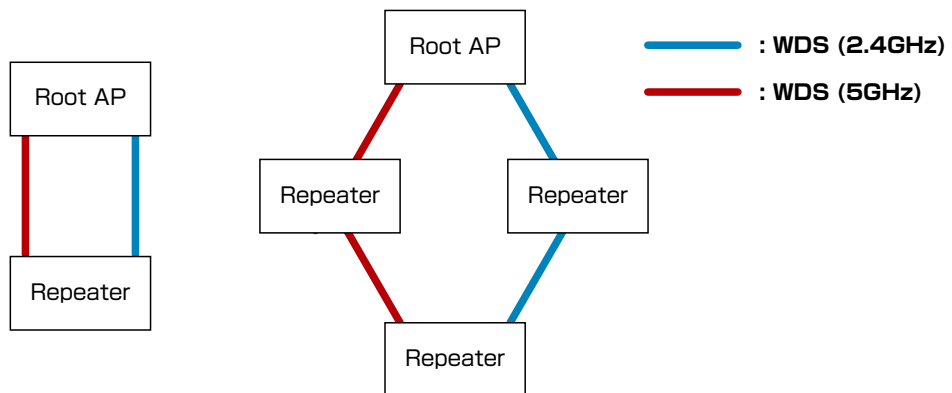 Root AP
Repeater
Root AP
Repeater
Repeater
Repeater
: WDS (2.4GHz)
: WDS (5GHz)